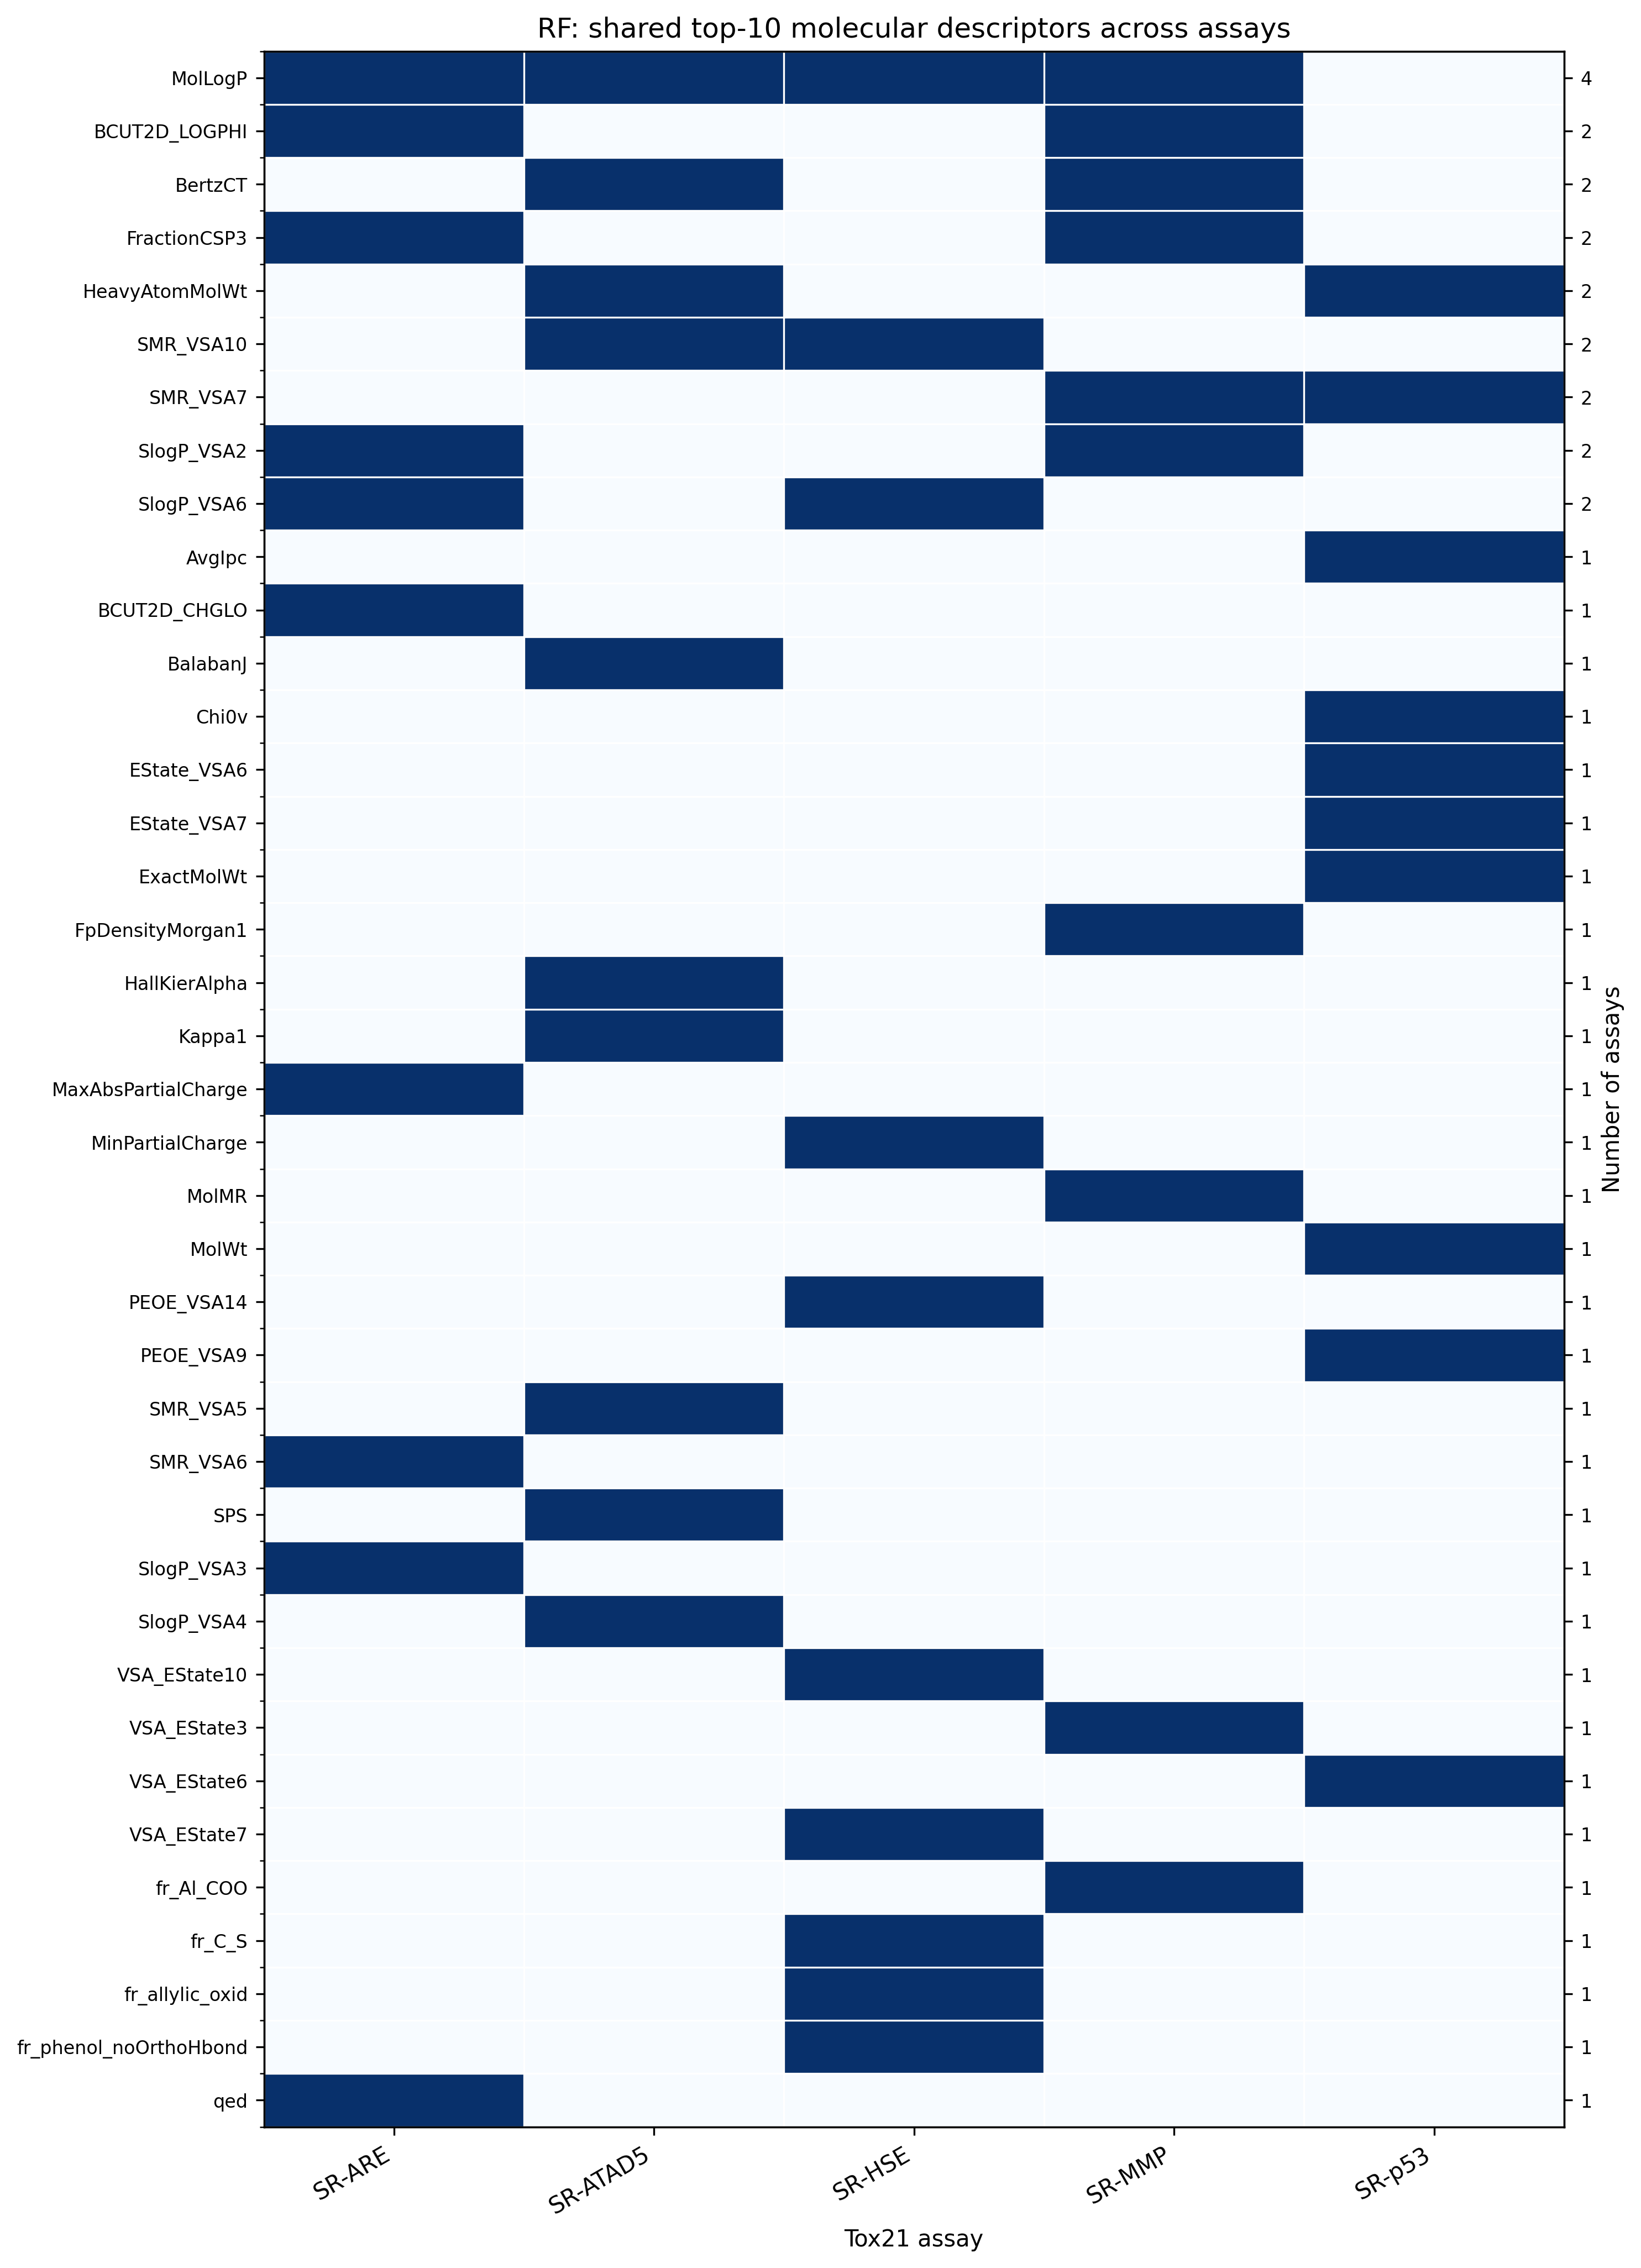 RF: shared top-10 molecular descriptors across assays
MolLogP 4
BCUT2D_LOGPHI 2
BertzCT 2
FractionCSP3 2
HeavyAtomMolWt 2
SMR_VSA10 2
SMR_VSA7 2
SlogP_VSA2 2
SlogP_VSA6 2
AvgIpc 1
BCUT2D_CHGLO 1
BalabanJ 1
Chi0v 1
EState_VSA6 1
EState_VSA7 1
ExactMolWt 1
FpDensityMorgan1 1
HallKierAlpha 1
Kappa1 1
MaxAbsPartialCharge 1
MinPartialCharge 1
MolMR 1
MolWt 1
PEOE_VSA14 1
PEOE_VSA9 1
SMR_VSA5 1
SMR_VSA6 1
SPS 1
SlogP_VSA3 1
SlogP_VSA4 1
VSA_EState10 1
VSA_EState3 1
VSA_EState6 1
VSA_EState7 1
fr_Al_COO 1
fr_C_S 1
fr_allylic_oxid 1
fr_phenol_noOrthoHbond 1
qed 1
Number of assays
SR-ARE SR-ATAD5 SR-HSE SR-MMP SR-p53
Tox21 assay